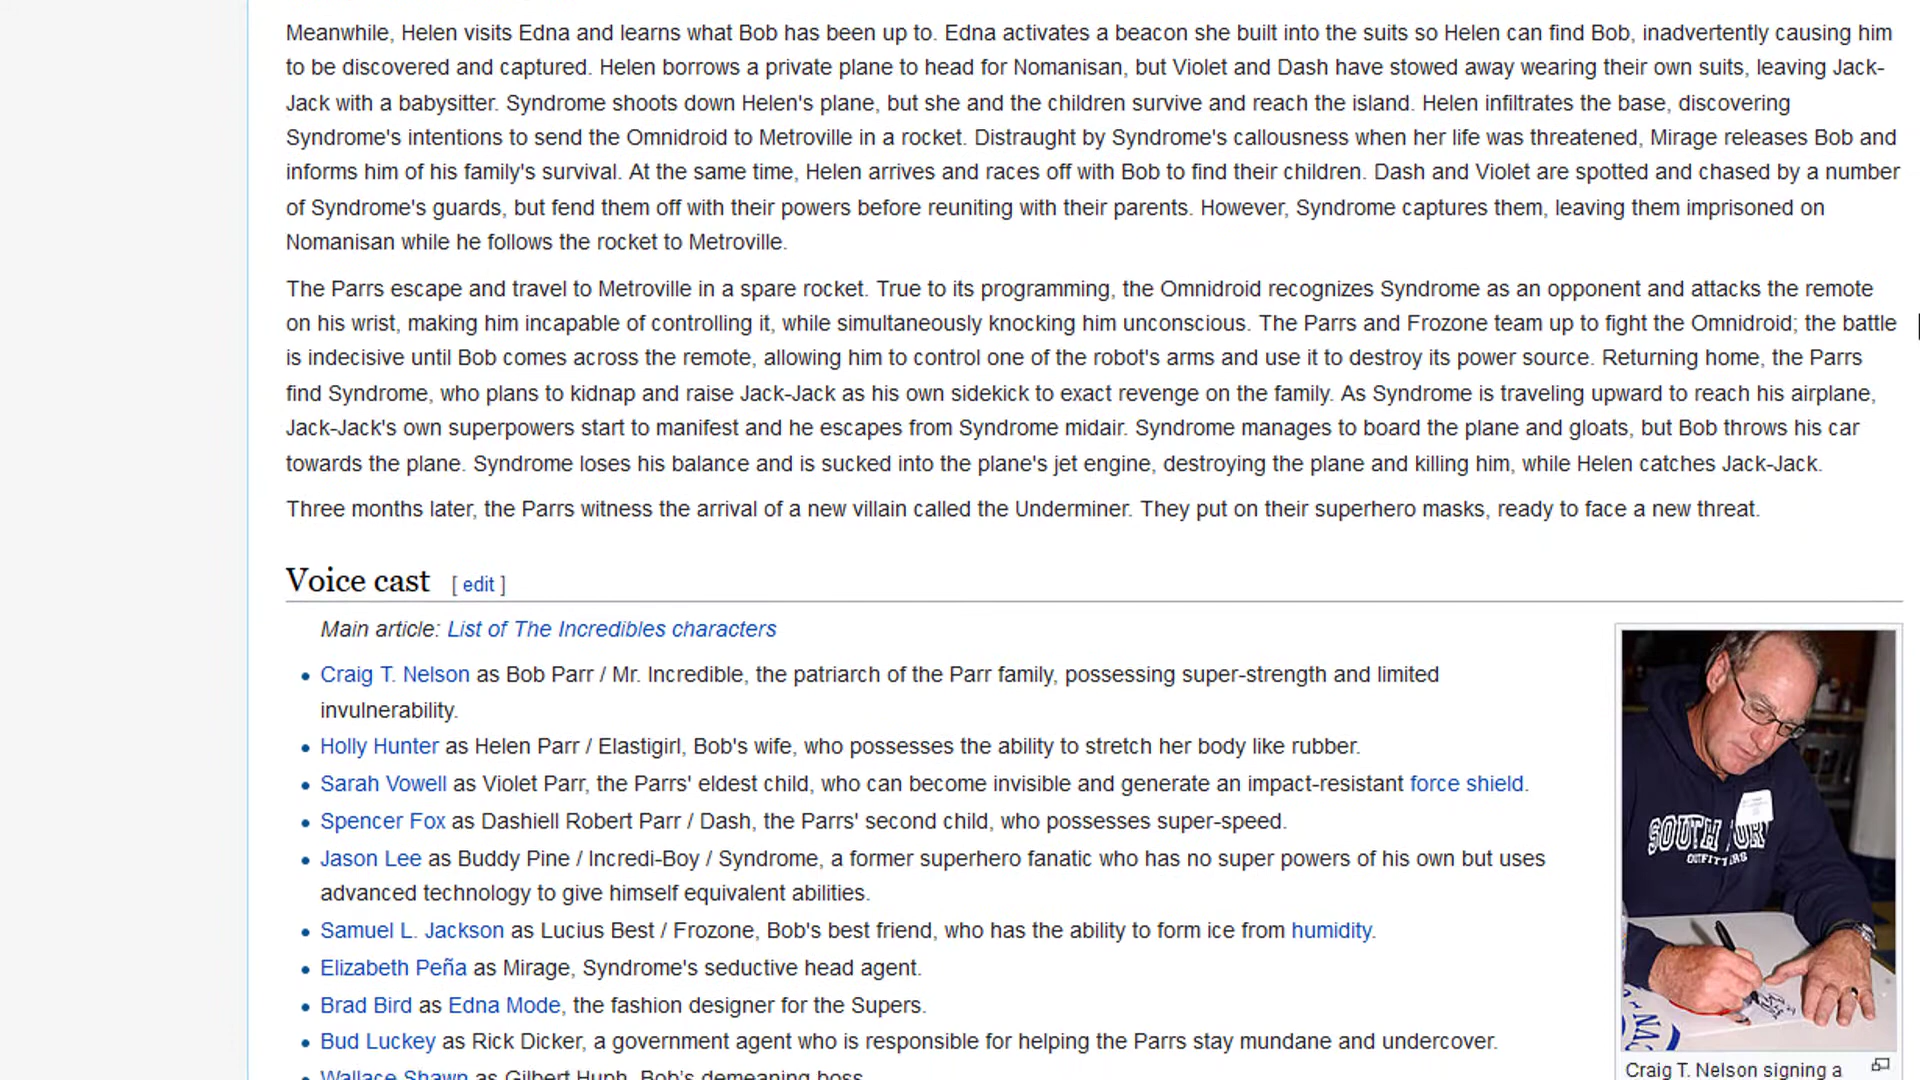 Meanwhile, Helen visits Edna and learns what Bob has been up to. Edna activates a beacon she built into the suits so Helen can find Bob, inadvertently causing him
to be discovered and captured. Helen borrows a private plane to head for Nomanisan, but Violet and Dash have stowed away wearing their own suits, leaving Jack-
Jack with a babysitter. Syndrome shoots down Helen's plane, but she and the children survive and reach the island. Helen infiltrates the base, discovering
Syndrome's intentions to send the Omnidroid to Metroville in a rocket. Distraught by Syndrome's callousness when her life was threatened, Mirage releases Bob and
informs him of his family's survival. At the same time, Helen arrives and races off with Bob to find their children. Dash and Violet are spotted and chased by a number
of Syndrome's guards, but fend them off with their powers before reuniting with their parents. However, Syndrome captures them, leaving them imprisoned on
Nomanisan while he follows the rocket to Metroville.
The Parrs escape and travel to Metroville in a spare rocket. True to its programming, the Omnidroid recognizes Syndrome as an opponent and attacks the remote
on his wrist, making him incapable of controlling it, while simultaneously knocking him unconscious. The Parrs and Frozone team up to fight the Omnidroid; the battle
is indecisive until Bob comes across the remote, allowing him to control one of the robot's arms and use it to destroy its power source. Returning home, the Parrs
find Syndrome, who plans to kidnap and raise Jack-Jack as his own sidekick to exact revenge on the family. As Syndrome is traveling upward to reach his airplane,
Jack-Jack's own superpowers start to manifest and he escapes from Syndrome midair. Syndrome manages to board the plane and gloats, but Bob throws his car
towards the plane. Syndrome loses his balance and is sucked into the plane's jet engine, destroying the plane and killing him, while Helen catches Jack-Jack.
Three months later, the Parrs witness the arrival of a new villain called the Underminer. They put on their superhero masks, ready to face a new threat.
Voice cast [ edit ]
Main article: List of The Incredibles characters
Craig T. Nelson as Bob Parr / Mr. Incredible, the patriarch of the Parr family, possessing super-strength and limited
invulnerability.
Holly Hunter as Helen Parr / Elastigirl, Bob's wife, who possesses the ability to stretch her body like rubber.
Sarah Vowell as Violet Parr, the Parrs' eldest child, who can become invisible and generate an impact-resistant force shield.
Spencer Fox as Dashiell Robert Parr / Dash, the Parrs' second child, who possesses super-speed.
Jason Lee as Buddy Pine / Incredi-Boy / Syndrome, a former superhero fanatic who has no super powers of his own but uses
advanced technology to give himself equivalent abilities.
Samuel L. Jackson as Lucius Best / Frozone, Bob's best friend, who has the ability to form ice from humidity.
Elizabeth Peña as Mirage, Syndrome's seductive head agent.
Brad Bird as Edna Mode, the fashion designer for the Supers.
Bud Luckey as Rick Dicker, a government agent who is responsible for helping the Parrs stay mundane and undercover.
Wallace Shawn as Gilbert Huph, Bob's demeaning boss.
SOUTH
OUTFITTERS
Craig T. Nelson signing a